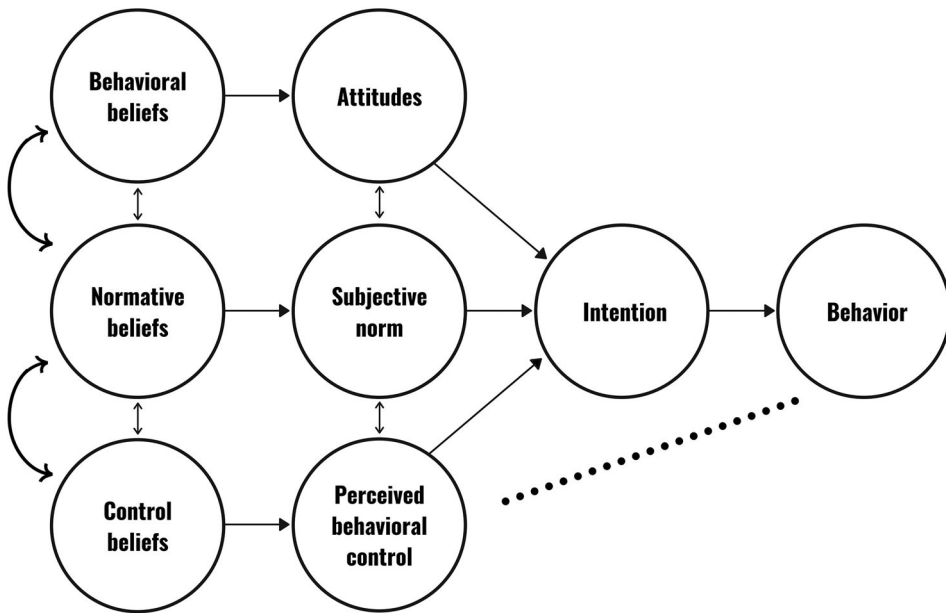 Behavioral
beliefs
Attitudes
Normative
beliefs
Subjective
norm
Intention
Behavior
Control
beliefs
Perceived
behavioral
control